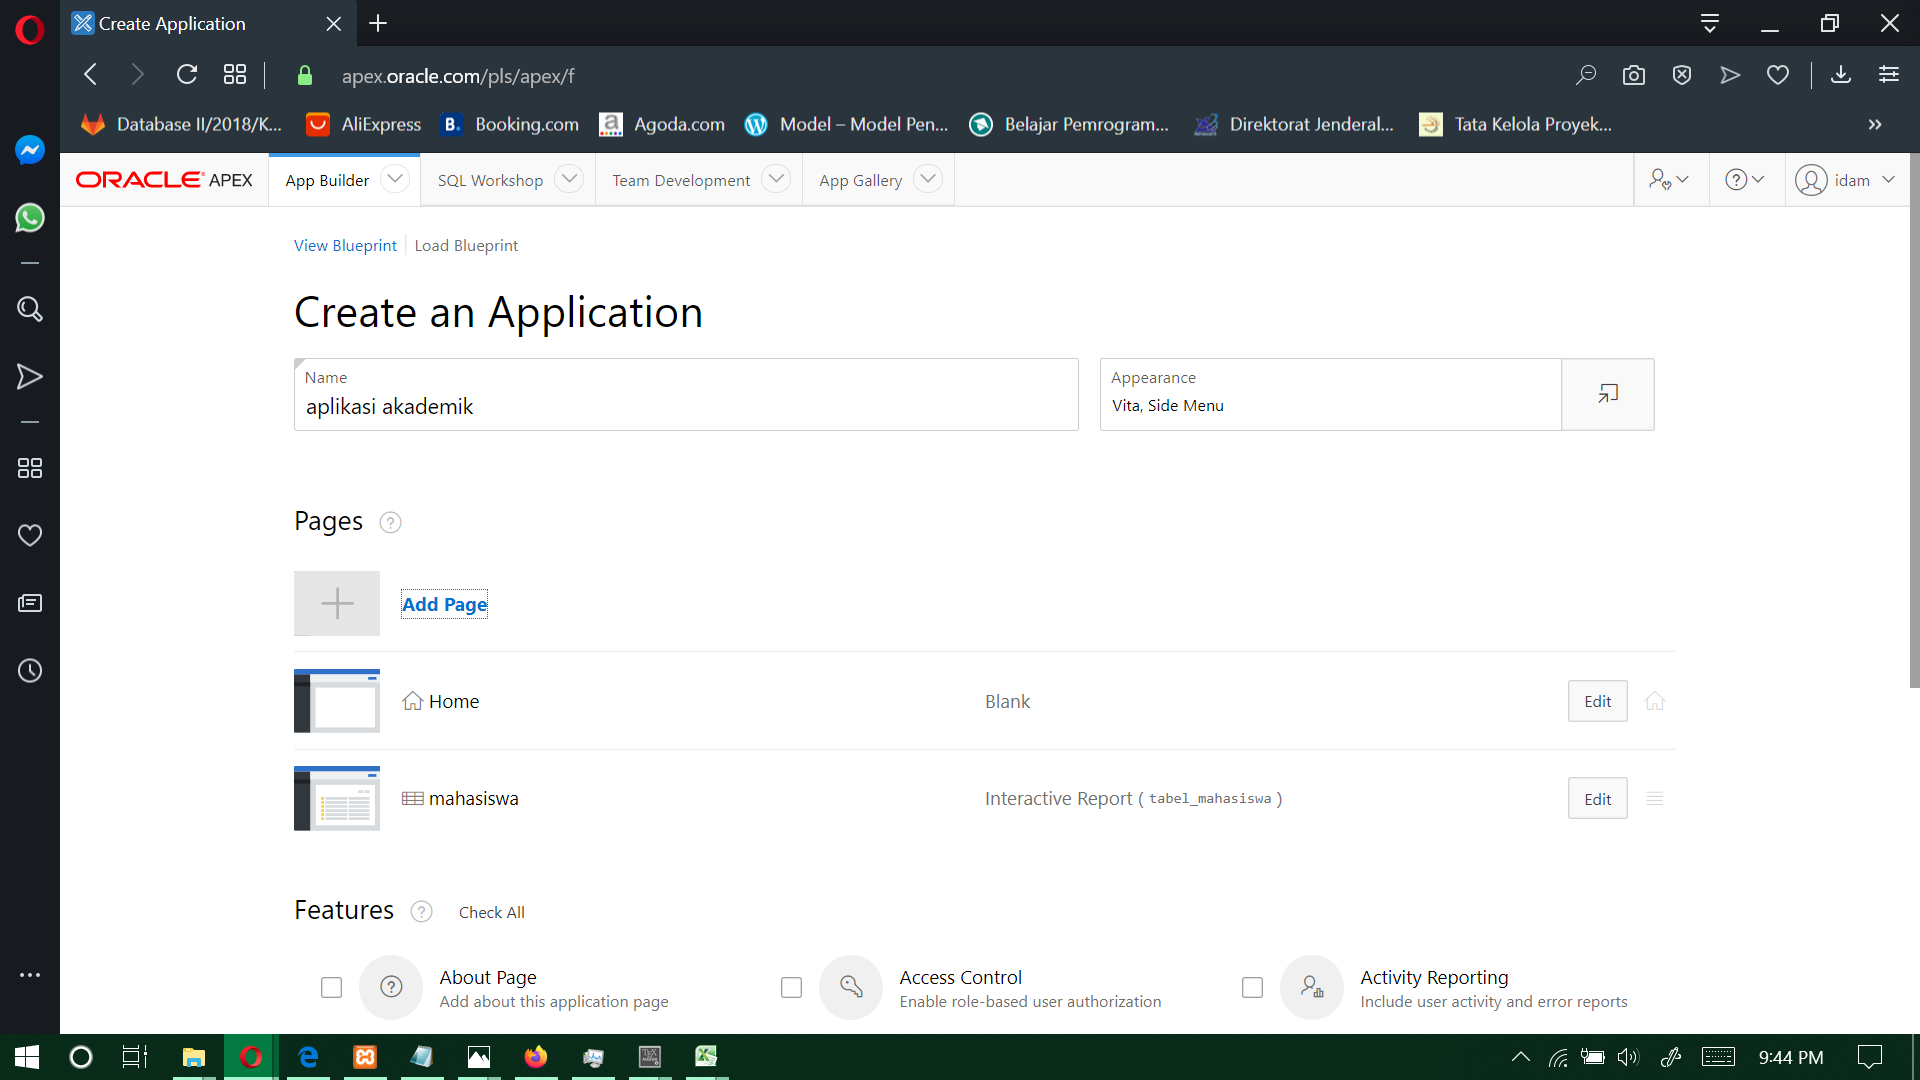 Create Application
apex.oracle.com/pls/apex/f
Database II/2018/K...
AliExpress
B.
Booking.com
a
Agoda.com
Model – Model Pen...
Belajar Pemrogram...
Direktorat Jenderal...
Tata Kelola Proyek...
ORACLE APEX
App Builder
SQL Workshop
Team Development
App Gallery
idam
View Blueprint
Load Blueprint
Create an Application
Name
aplikasi akademik
Appearance
Vita, Side Menu
Pages
Add Page
Home
Blank
Edit
mahasiswa
Interactive Report ( tabel_mahasiswa )
Edit
Features
Check All
About Page
Add about this application page
Access Control
Enable role-based user authorization
Activity Reporting
Include user activity and error reports
9:44 PM